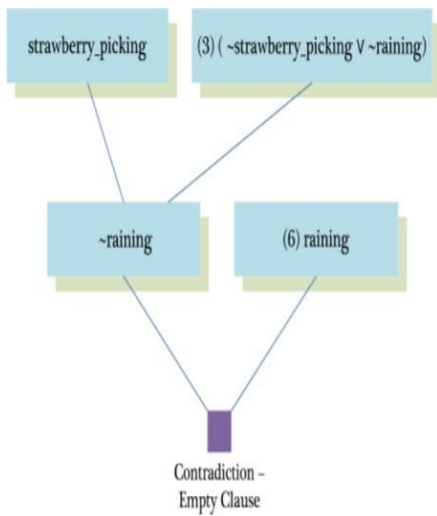 strawberry_picking
(3) ( ~strawberry_picking ∨ ~raining)
~raining
(6) raining
Contradiction –
Empty Clause